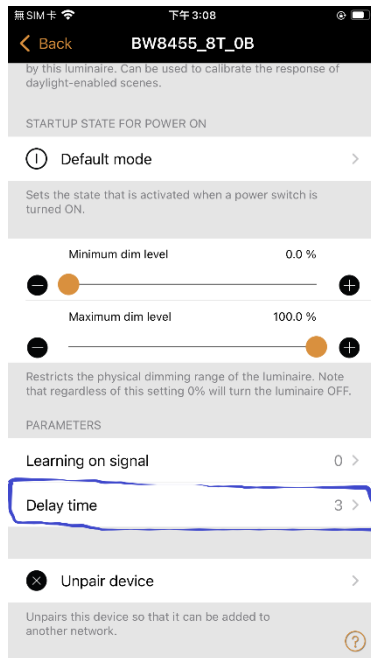 無SIM卡 下午3:08
Back BW8455_8T_0B
by this luminaire. Can be used to calibrate the response of
daylight-enabled scenes.
STARTUP STATE FOR POWER ON
Default mode
Sets the state that is activated when a power switch is
turned ON.
Minimum dim level 0.0 %
Maximum dim level 100.0 %
Restricts the physical dimming range of the luminaire. Note
that regardless of this setting 0% will turn the luminaire OFF.
PARAMETERS
Learning on signal 0
Delay time 3
Unpair device
Unpairs this device so that it can be added to
another network.
?